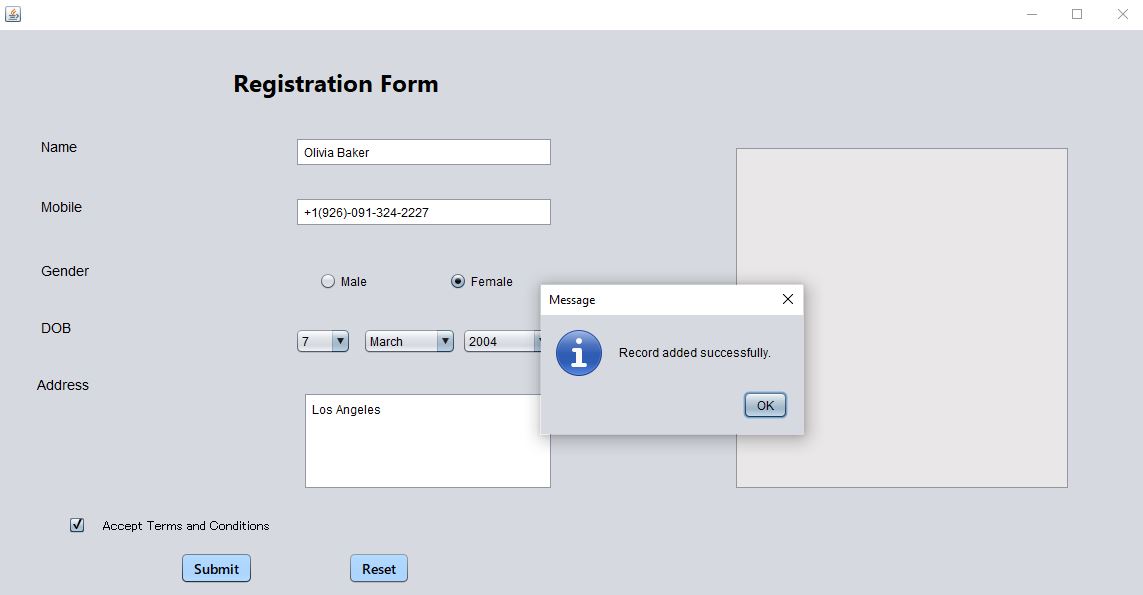 Registration Form
Name
Olivia Baker
Mobile
+1(926)-091-324-2227
Gender
Male Female
DOB
7 March 2004
Address
Los Angeles
Message
Record added successfully.
OK
Accept Terms and Conditions
Submit Reset